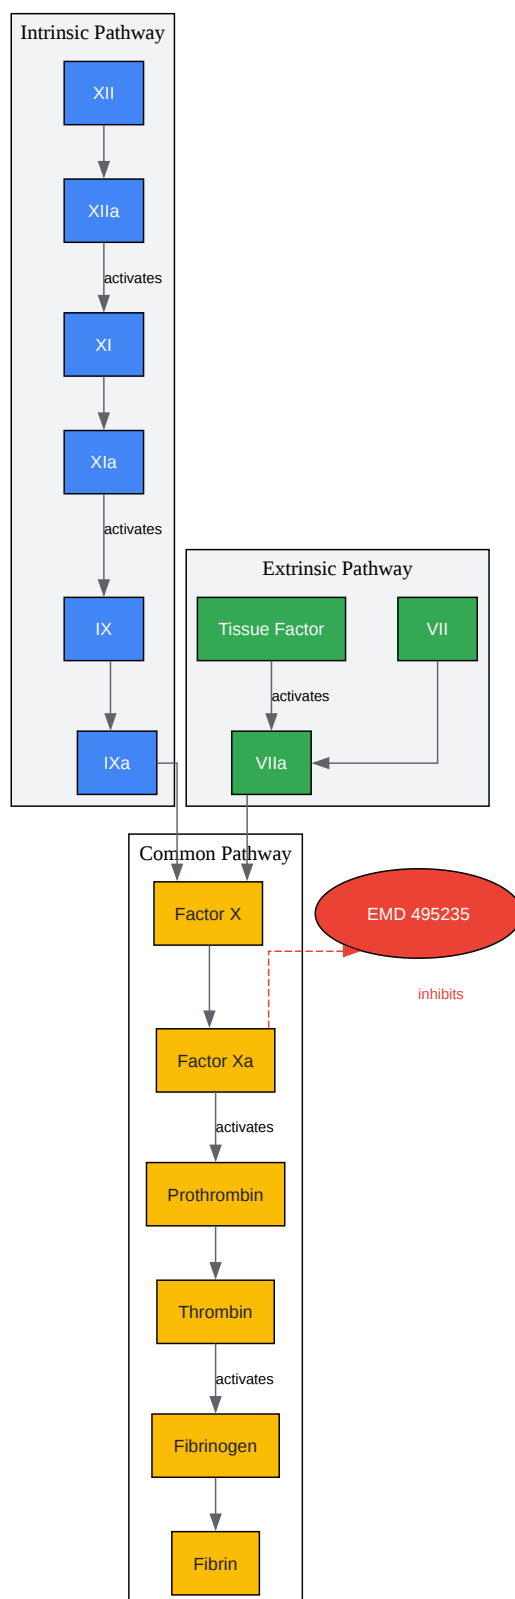 Intrinsic Pathway
XII
XIIa
activates
XI
XIa
activates
IX
IXa
Extrinsic Pathway
Tissue Factor
VII
activates
VIIa
Common Pathway
Factor X
EMD 495235
inhibits
Factor Xa
activates
Prothrombin
Thrombin
activates
Fibrinogen
Fibrin